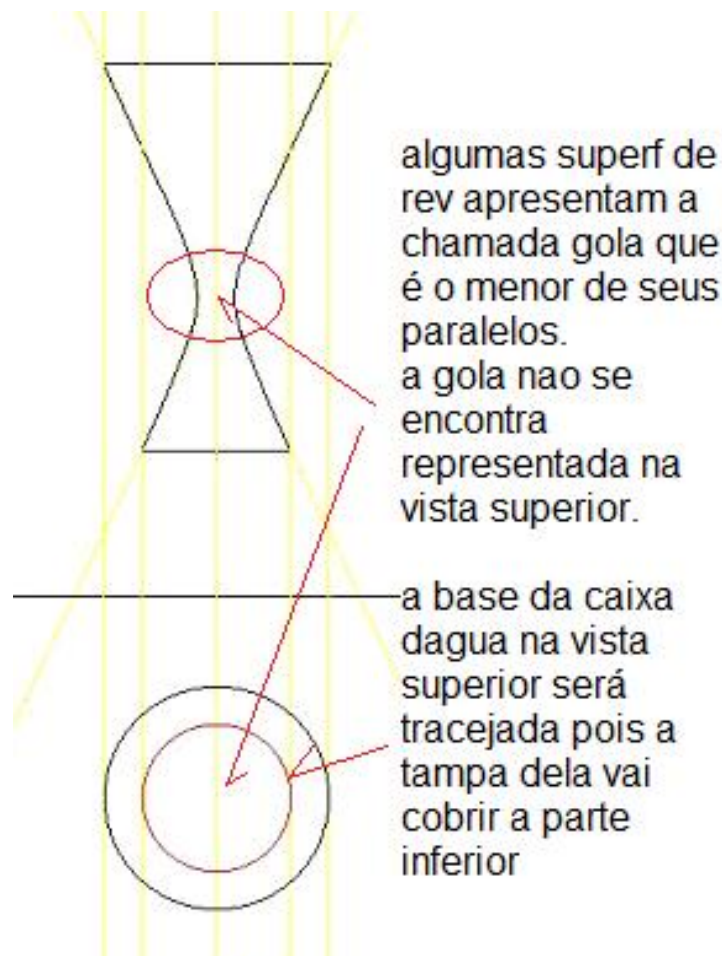 algumas superf de
rev apresentam a
chamada gola que
é o menor de seus
paralelos.
a gola nao se
encontra
representada na
vista superior.
a base da caixa
dagua na vista
superior será
tracejada pois a
tampa dela vai
cobrir a parte
inferior